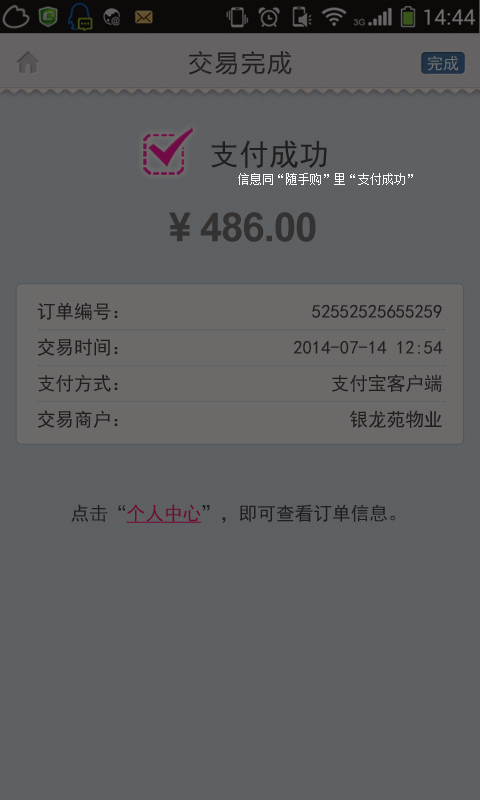 3G 14:44
交易完成 完成
支付成功
信息同“随手购”里“支付成功”
¥ 486.00
订单编号： 52552525655259
交易时间： 2014-07-14 12:54
支付方式： 支付宝客户端
交易商户： 银龙苑物业
点击“个人中心”，即可查看订单信息。